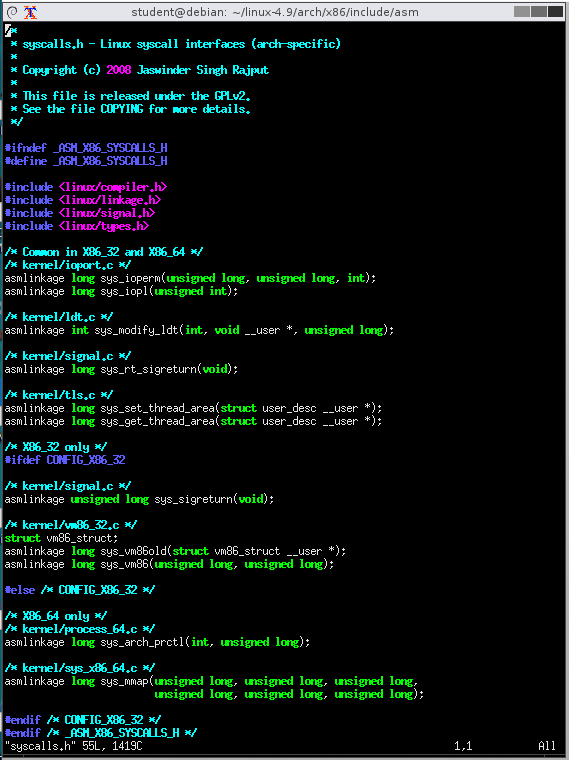 student@debian: ~/linux-4.9/arch/x86/include/asm
/*
 * syscalls.h - Linux syscall interfaces (arch-specific)
 *
 * Copyright (c) 2008 Jaswinder Singh Rajput
 *
 * This file is released under the GPLv2.
 * See the file COPYING for more details.
 */

#ifndef _ASM_X86_SYSCALLS_H
#define _ASM_X86_SYSCALLS_H

#include <linux/compiler.h>
#include <linux/linkage.h>
#include <linux/signal.h>
#include <linux/types.h>

/* Common in X86_32 and X86_64 */
/* kernel/ioport.c */
asmlinkage long sys_ioperm(unsigned long, unsigned long, int);
asmlinkage long sys_iopl(unsigned int);

/* kernel/ldt.c */
asmlinkage int sys_modify_ldt(int, void __user *, unsigned long);

/* kernel/signal.c */
asmlinkage long sys_rt_sigreturn(void);

/* kernel/tls.c */
asmlinkage long sys_set_thread_area(struct user_desc __user *);
asmlinkage long sys_get_thread_area(struct user_desc __user *);

/* X86_32 only */
#ifdef CONFIG_X86_32

/* kernel/signal.c */
asmlinkage unsigned long sys_sigreturn(void);

/* kernel/vm86_32.c */
struct vm86_struct;
asmlinkage long sys_vm86old(struct vm86_struct __user *);
asmlinkage long sys_vm86(unsigned long, unsigned long);

#else /* CONFIG_X86_32 */

/* X86_64 only */
/* kernel/process_64.c */
asmlinkage long sys_arch_prctl(int, unsigned long);

/* kernel/sys_x86_64.c */
asmlinkage long sys_mmap(unsigned long, unsigned long, unsigned long,
                         unsigned long, unsigned long, unsigned long);

#endif /* CONFIG_X86_32 */
#endif /* _ASM_X86_SYSCALLS_H */
"syscalls.h" 55L, 1419C 1,1 All